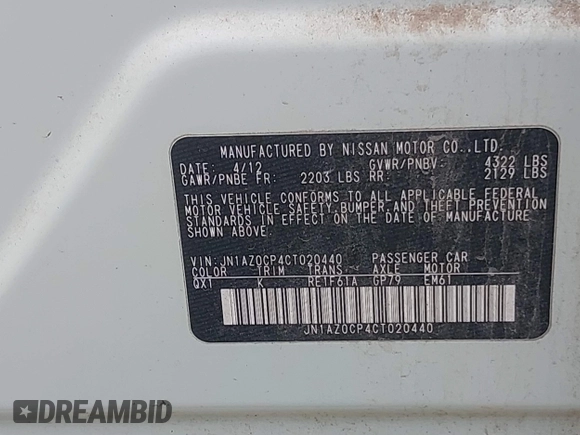 MANUFACTURED BY NISSAN MOTOR CO.,LTD.
DATE: 4/12 GVWR/PNBV: 4322 LBS
GAWR/PNBE FR: 2203 LBS RR: 2129 LBS
THIS VEHICLE CONFORMS TO ALL APPLICABLE FEDERAL
MOTOR VEHICLE SAFETY, BUMPER, AND THEFT PREVENTION
STANDARDS IN EFFECT ON THE DATE OF MANUFACTURE
SHOWN ABOVE.
VIN: JN1AZ0CP4CT020440 PASSENGER CAR
COLOR TRIM TRANS AXLE MOTOR
QX1 K RE1F61A GP79 EM61
JN1AZ0CP4CT020440
DREAMBID